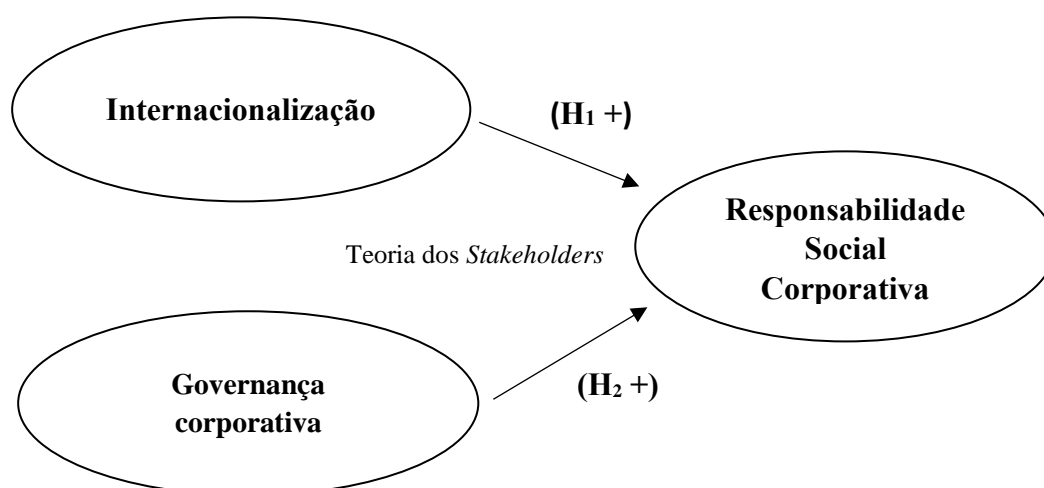 Internacionalização
(H₁ +)
Responsabilidade
Social
Corporativa
Teoria dos Stakeholders
Governança
corporativa
(H₂ +)